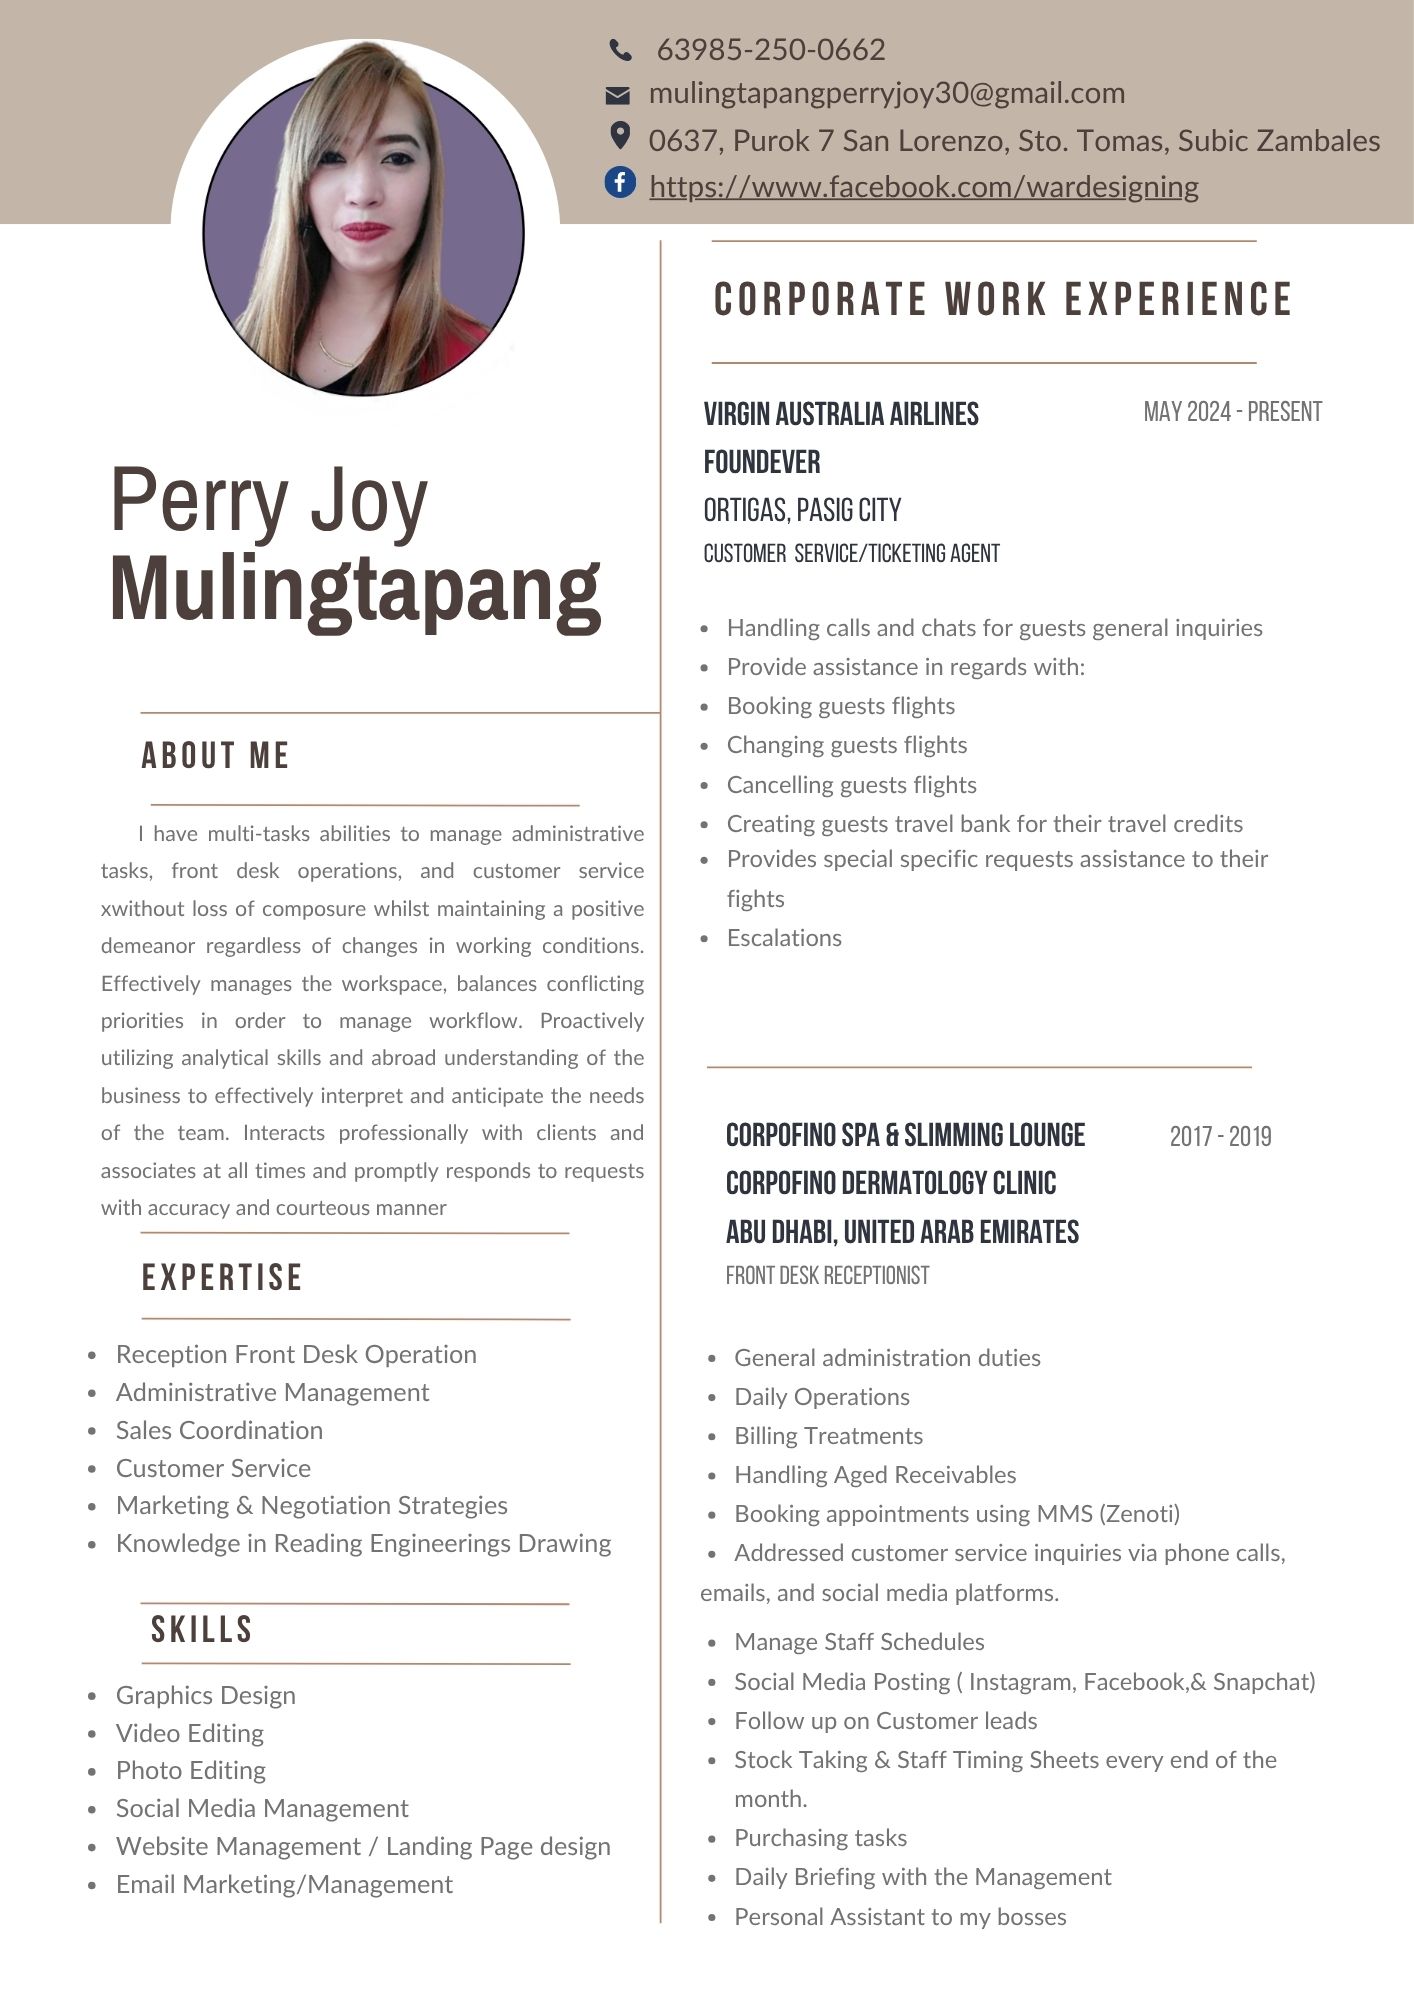 63985-250-0662
mulingtapangperryjoy30@gmail.com
0637, Purok 7 San Lorenzo, Sto. Tomas, Subic Zambales
https://www.facebook.com/wardesigning
Perry Joy
Mulingtapang
ABOUT ME
I have multi-tasks abilities to manage administrative
tasks, front desk operations, and customer service
xwithout loss of composure whilst maintaining a positive
demeanor regardless of changes in working conditions.
Effectively manages the workspace, balances conflicting
priorities in order to manage workflow. Proactively
utilizing analytical skills and abroad understanding of the
business to effectively interpret and anticipate the needs
of the team. Interacts professionally with clients and
associates at all times and promptly responds to requests
with accuracy and courteous manner
EXPERTISE
• Reception Front Desk Operation
• Administrative Management
• Sales Coordination
• Customer Service
• Marketing & Negotiation Strategies
• Knowledge in Reading Engineerings Drawing
SKILLS
• Graphics Design
• Video Editing
• Photo Editing
• Social Media Management
• Website Management / Landing Page design
• Email Marketing/Management
CORPORATE WORK EXPERIENCE
VIRGIN AUSTRALIA AIRLINES MAY 2024 - PRESENT
FOUNDEVER
ORTIGAS, PASIG CITY
CUSTOMER SERVICE/TICKETING AGENT
• Handling calls and chats for guests general inquiries
• Provide assistance in regards with:
• Booking guests flights
• Changing guests flights
• Cancelling guests flights
• Creating guests travel bank for their travel credits
• Provides special specific requests assistance to their
fights
• Escalations
CORPOFINO SPA & SLIMMING LOUNGE 2017 - 2019
CORPOFINO DERMATOLOGY CLINIC
ABU DHABI, UNITED ARAB EMIRATES
FRONT DESK RECEPTIONIST
• General administration duties
• Daily Operations
• Billing Treatments
• Handling Aged Receivables
• Booking appointments using MMS (Zenoti)
• Addressed customer service inquiries via phone calls,
emails, and social media platforms.
• Manage Staff Schedules
• Social Media Posting ( Instagram, Facebook,& Snapchat)
• Follow up on Customer leads
• Stock Taking & Staff Timing Sheets every end of the
month.
• Purchasing tasks
• Daily Briefing with the Management
• Personal Assistant to my bosses